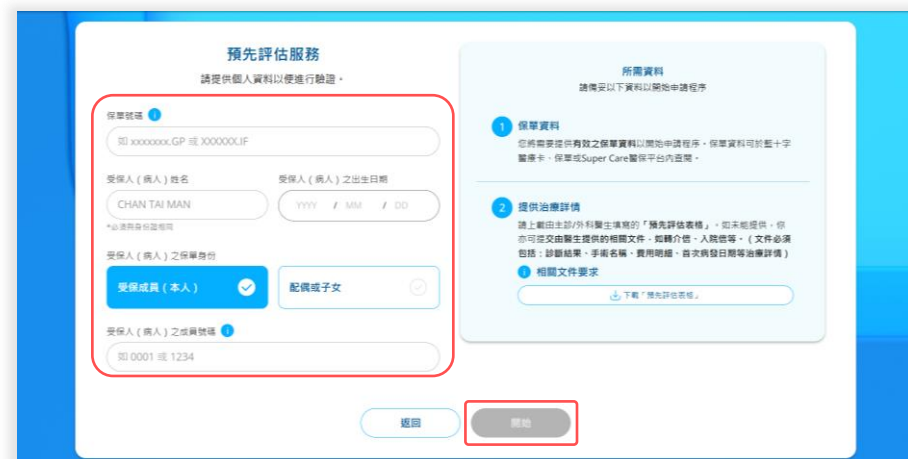 預先評估服務
請提供個人資料以便進行驗證。
保單號碼
如 xxxxxxx.GP 或 XXXXXX.IF
受保人(病人)姓名
受保人(病人)之出生日期
CHAN TAI MAN
YYYY / MM / DD
*必須與身份證相同
受保人(病人)之保單身份
受保成員(本人)
配偶或子女
受保人(病人)之成員號碼
如 0001 或 1234
所需資料
請備妥以下資料以開始申請程序
1 保單資料
您將需要提供有效之保單資料以開始申請程序。保單資料可於藍十字
醫療卡、保單或Super Care醫保平台內查閱。
2 提供治療詳情
請上載由主診/外科醫生填寫的「預先評估表格」。如未能提供,你
亦可提交由醫生提供的相關文件,如轉介信、入院信等。(文件必須
包括:診斷結果、手術名稱、費用明細、首次病發日期等治療詳情)
相關文件要求
下載「預先評估表格」
返回
開始